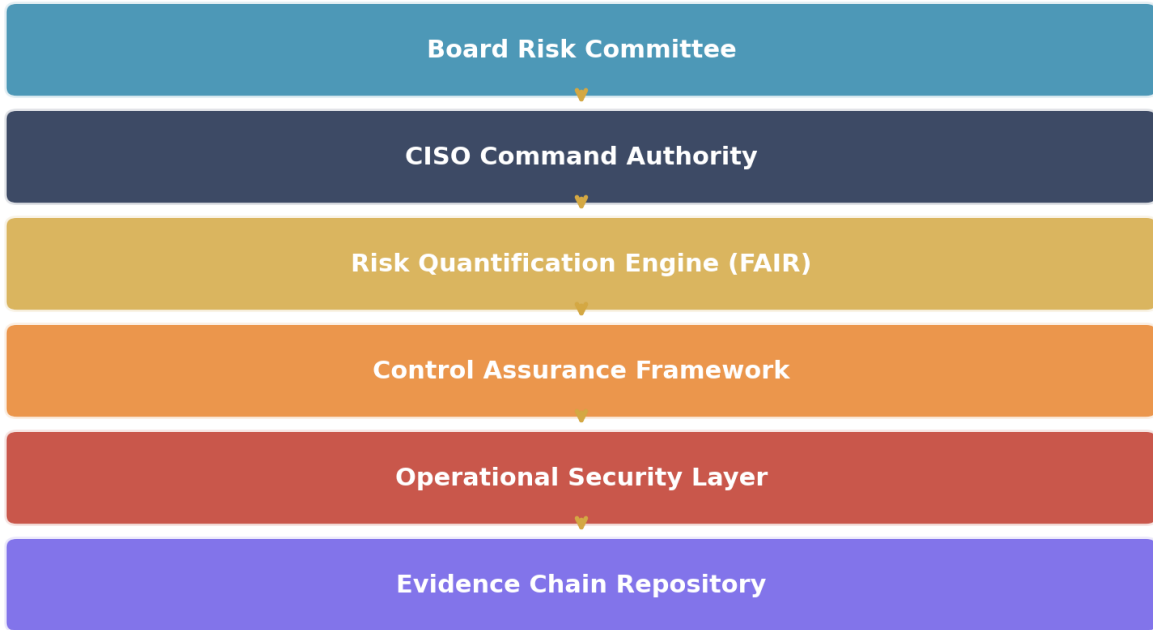 Board Risk Committee
CISO Command Authority
Risk Quantification Engine (FAIR)
Control Assurance Framework
Operational Security Layer
Evidence Chain Repository